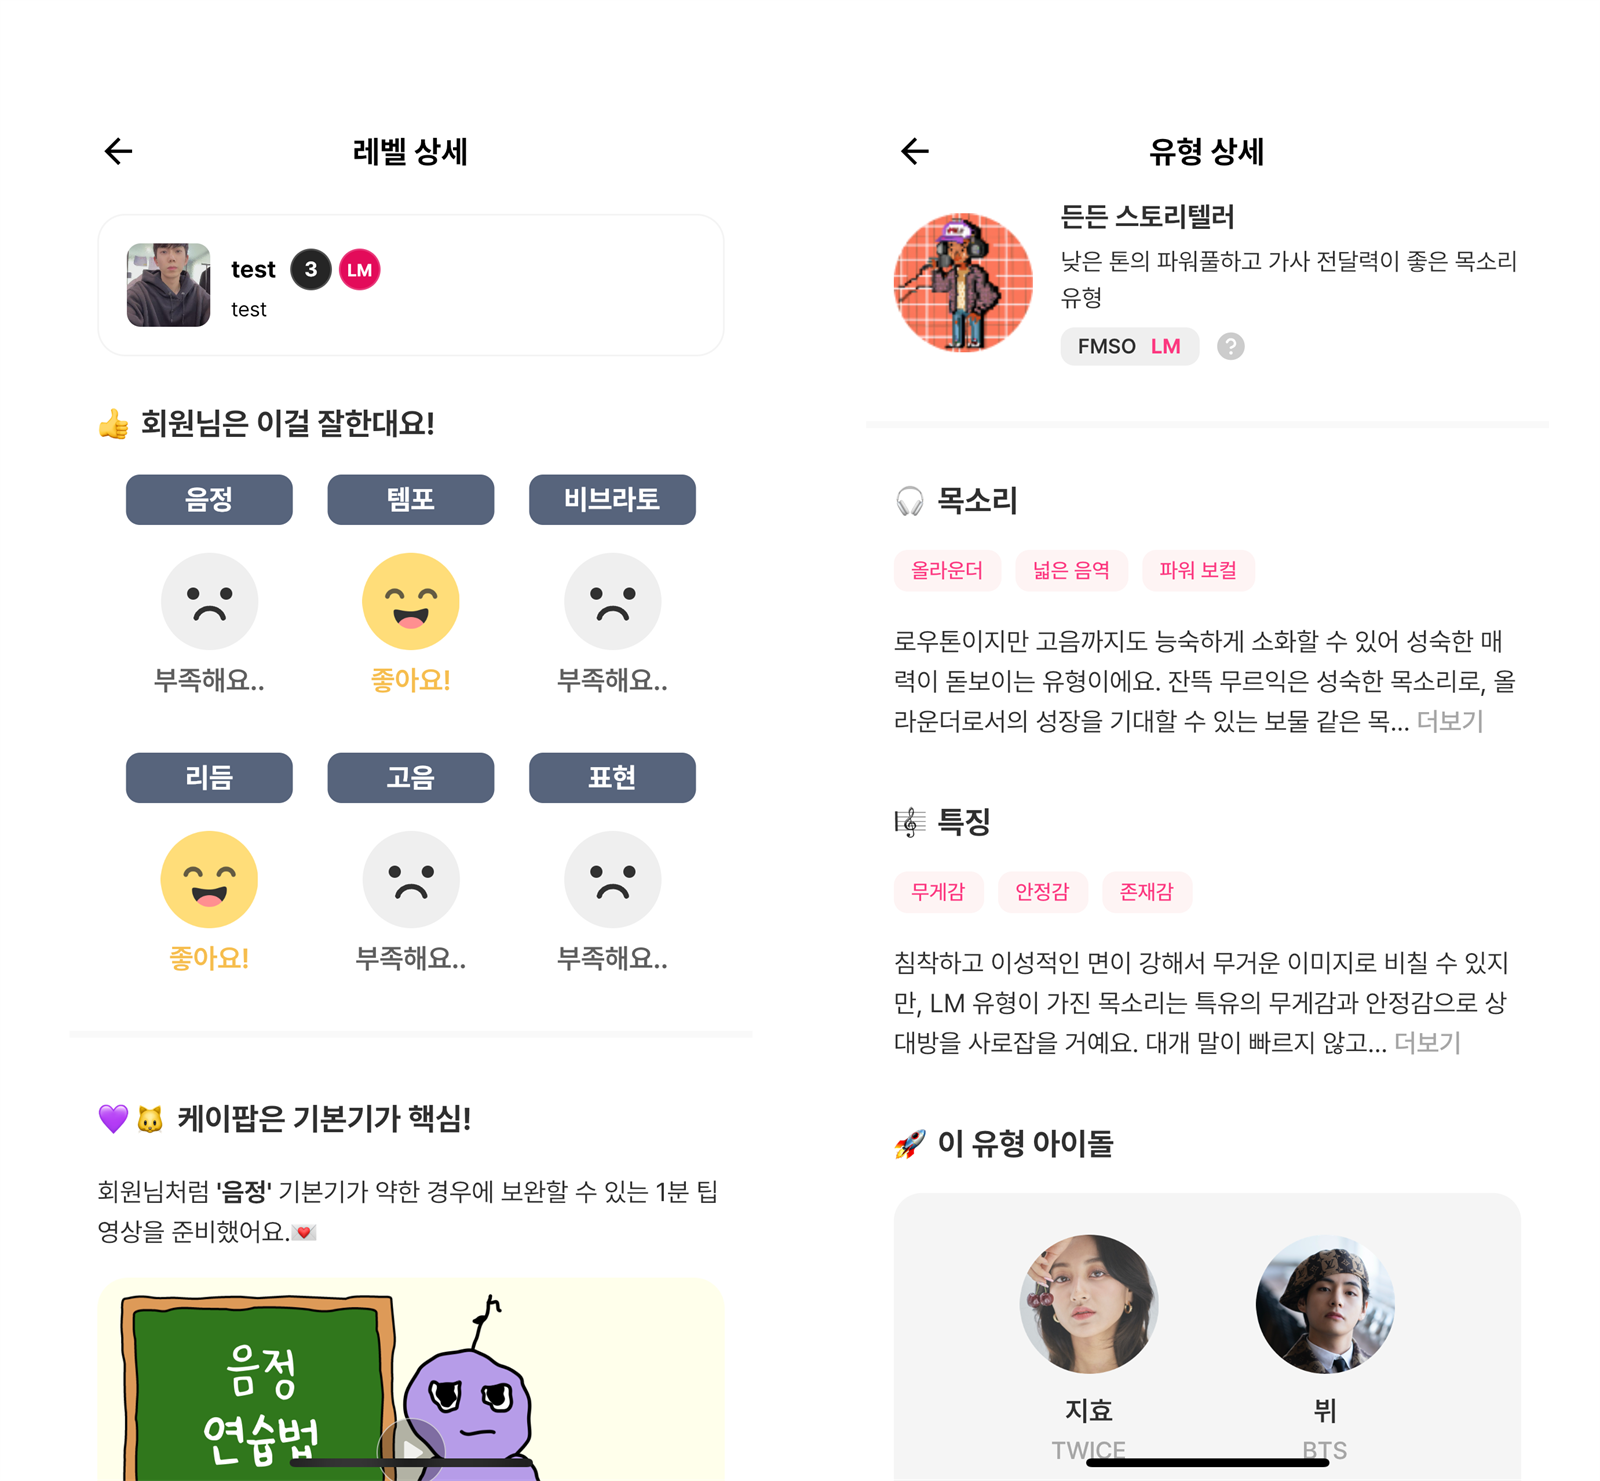 레벨 상세
test 3 LM
test
👍 회원님은 이걸 잘한대요!
음정 템포 비브라토
부족해요.. 좋아요! 부족해요..
리듬 고음 표현
좋아요! 부족해요.. 부족해요..
💜🐱 케이팝은 기본기가 핵심!
회원님처럼 '음정' 기본기가 약한 경우에 보완할 수 있는 1분 팁
영상을 준비했어요.💌
음정
연습법
유형 상세
든든 스토리텔러
낮은 톤의 파워풀하고 가사 전달력이 좋은 목소리
유형
FMSO LM ?
🎧 목소리
올라운더 넓은 음역 파워 보컬
로우톤이지만 고음까지도 능숙하게 소화할 수 있어 성숙한 매
력이 돋보이는 유형이에요. 잔뜩 무르익은 성숙한 목소리로, 올
라운더로서의 성장을 기대할 수 있는 보물 같은 목... 더보기
🎼 특징
무게감 안정감 존재감
침착하고 이성적인 면이 강해서 무거운 이미지로 비칠 수 있지
만, LM 유형이 가진 목소리는 특유의 무게감과 안정감으로 상
대방을 사로잡을 거예요. 대개 말이 빠르지 않고... 더보기
🚀 이 유형 아이돌
지효 뷔
TWICE BTS